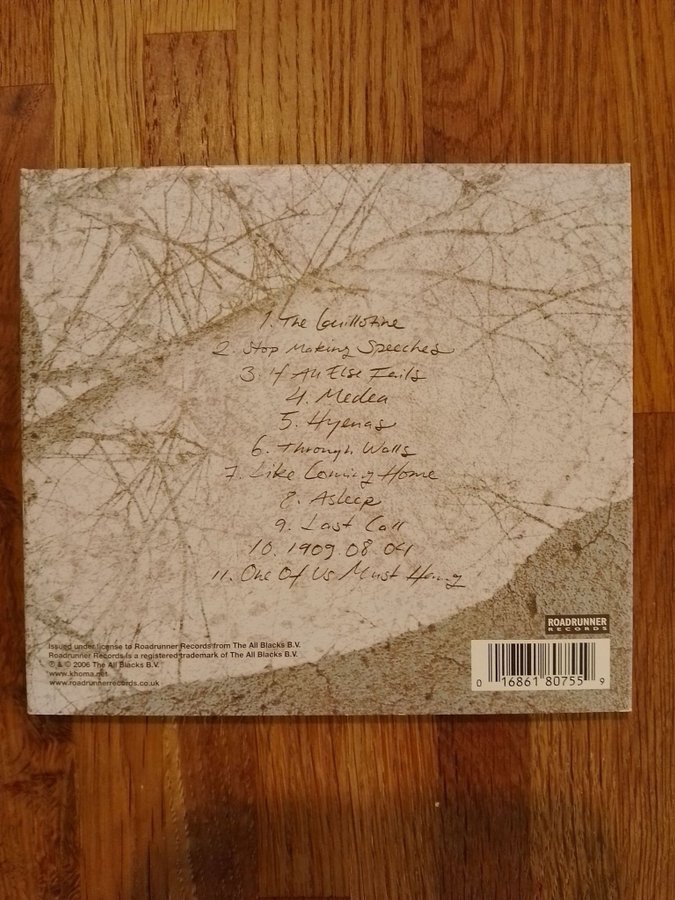 1. The Guillotine
2. Stop Making Speeches
3. If All Else Fails
4. Medea
5. Hyenas
6. Through Walls
7. Like Coming Home
8. Asleep
9. Last Call
10. 1909.08.04
11. One Of Us Must Hang
ROADRUNNER
RECORDS
Issued under license to Roadrunner Records from The All Blacks B.V.
Roadrunner Records is a registered trademark of The All Blacks B.V.
℗ & © 2006 The All Blacks B.V.
www.khoma.net
www.roadrunnerrecords.co.uk
0 16861 80755 9